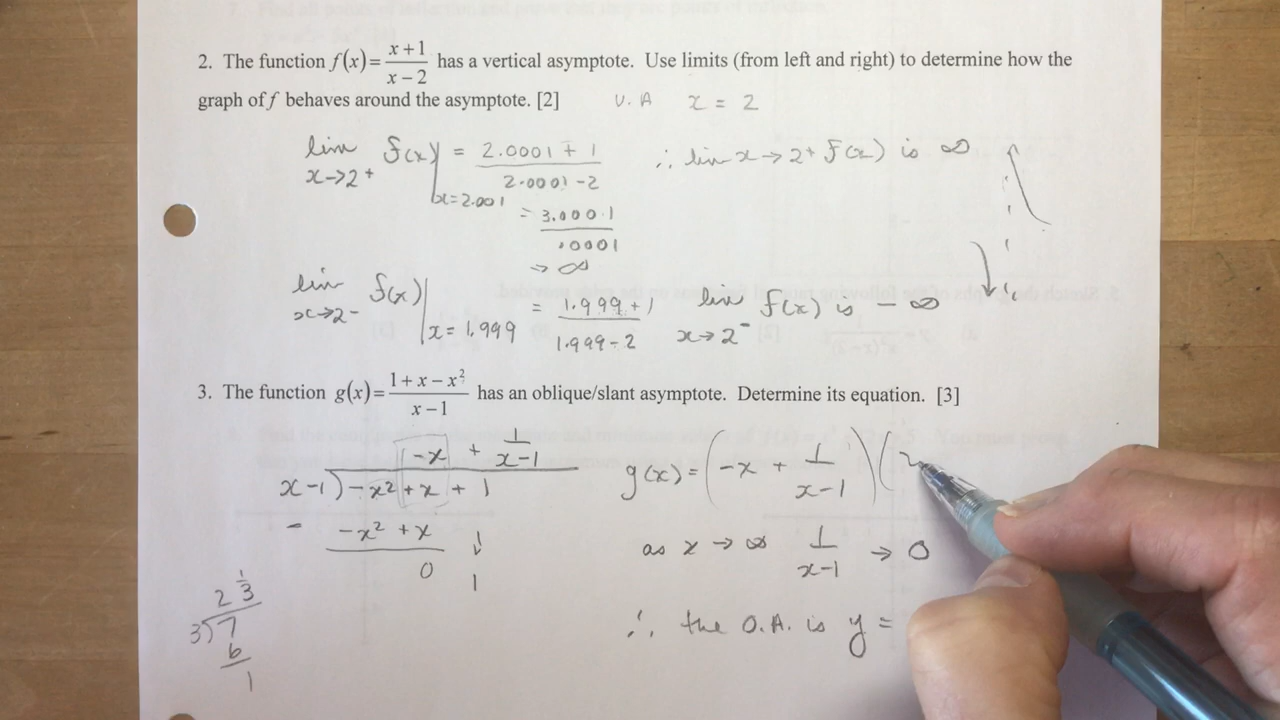 2. The function f(x)= x+1 / x−2 has a vertical asymptote. Use limits (from left and right) to determine how the
graph of f behaves around the asymptote. [2] V.A x = 2
lim x→2⁺ f(x)| x=2.001 = 2.0001 + 1 / 2.0001 -2 ∴ lim x→2⁺ f(x) is ∞
= 3.0001 / .0001
→ ∞
lim x→2⁻ f(x)| x = 1.999 = 1.999 + 1 / 1.999 - 2 lim x→2⁻ f(x) is - ∞
3. The function g(x)= 1+x−x² / x−1 has an oblique/slant asymptote. Determine its equation. [3]
-x + 1 / x-1
x-1 ) -x² + x + 1
- -x² + x
0 1
g(x) = (-x + 1 / x-1)(
as x → ∞ 1 / x-1 → 0
∴ the O.A. is y =
2 1/3
3)7
6
1